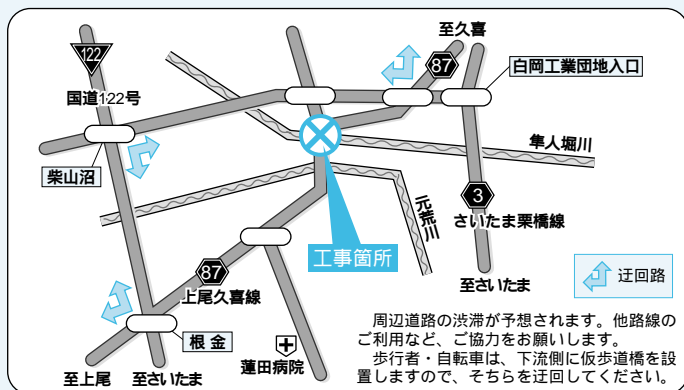 至久喜
122
87
白岡工業団地入口
国道122号
隼人堀川
柴山沼
元荒川
3
さいたま栗橋線
工事箇所
87
上尾久喜線
至さいたま
迂回路
根金
蓮田病院
至上尾
至さいたま
周辺道路の渋滞が予想されます。他路線の
ご利用など、ご協力をお願いします。
歩行者・自転車は、下流側に仮歩道橋を設
置しますので、そちらを迂回してください。